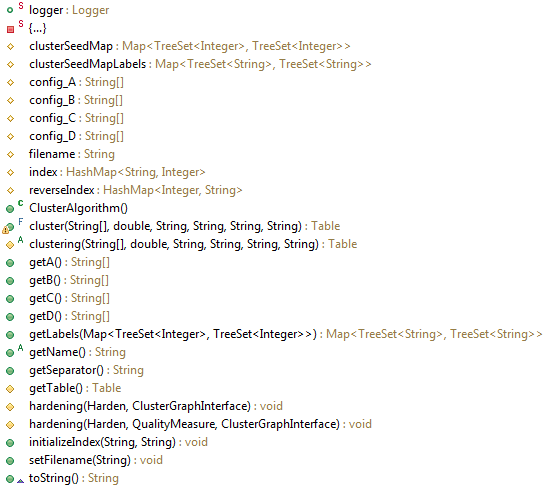 S logger : Logger
S {...}
clusterSeedMap : Map<TreeSet<Integer>, TreeSet<Integer>>
clusterSeedMapLabels : Map<TreeSet<String>, TreeSet<String>>
config_A : String[]
config_B : String[]
config_C : String[]
config_D : String[]
filename : String
index : HashMap<String, Integer>
reverseIndex : HashMap<Integer, String>
C ClusterAlgorithm()
F cluster(String[], double, String, String, String, String) : Table
A clustering(String[], double, String, String, String, String) : Table
getA() : String[]
getB() : String[]
getC() : String[]
getD() : String[]
getLabels(Map<TreeSet<Integer>, TreeSet<Integer>>) : Map<TreeSet<String>, TreeSet<String>>
A getName() : String
getSeparator() : String
getTable() : Table
hardening(Harden, ClusterGraphInterface) : void
hardening(Harden, QualityMeasure, ClusterGraphInterface) : void
initializeIndex(String, String) : void
setFilename(String) : void
toString() : String